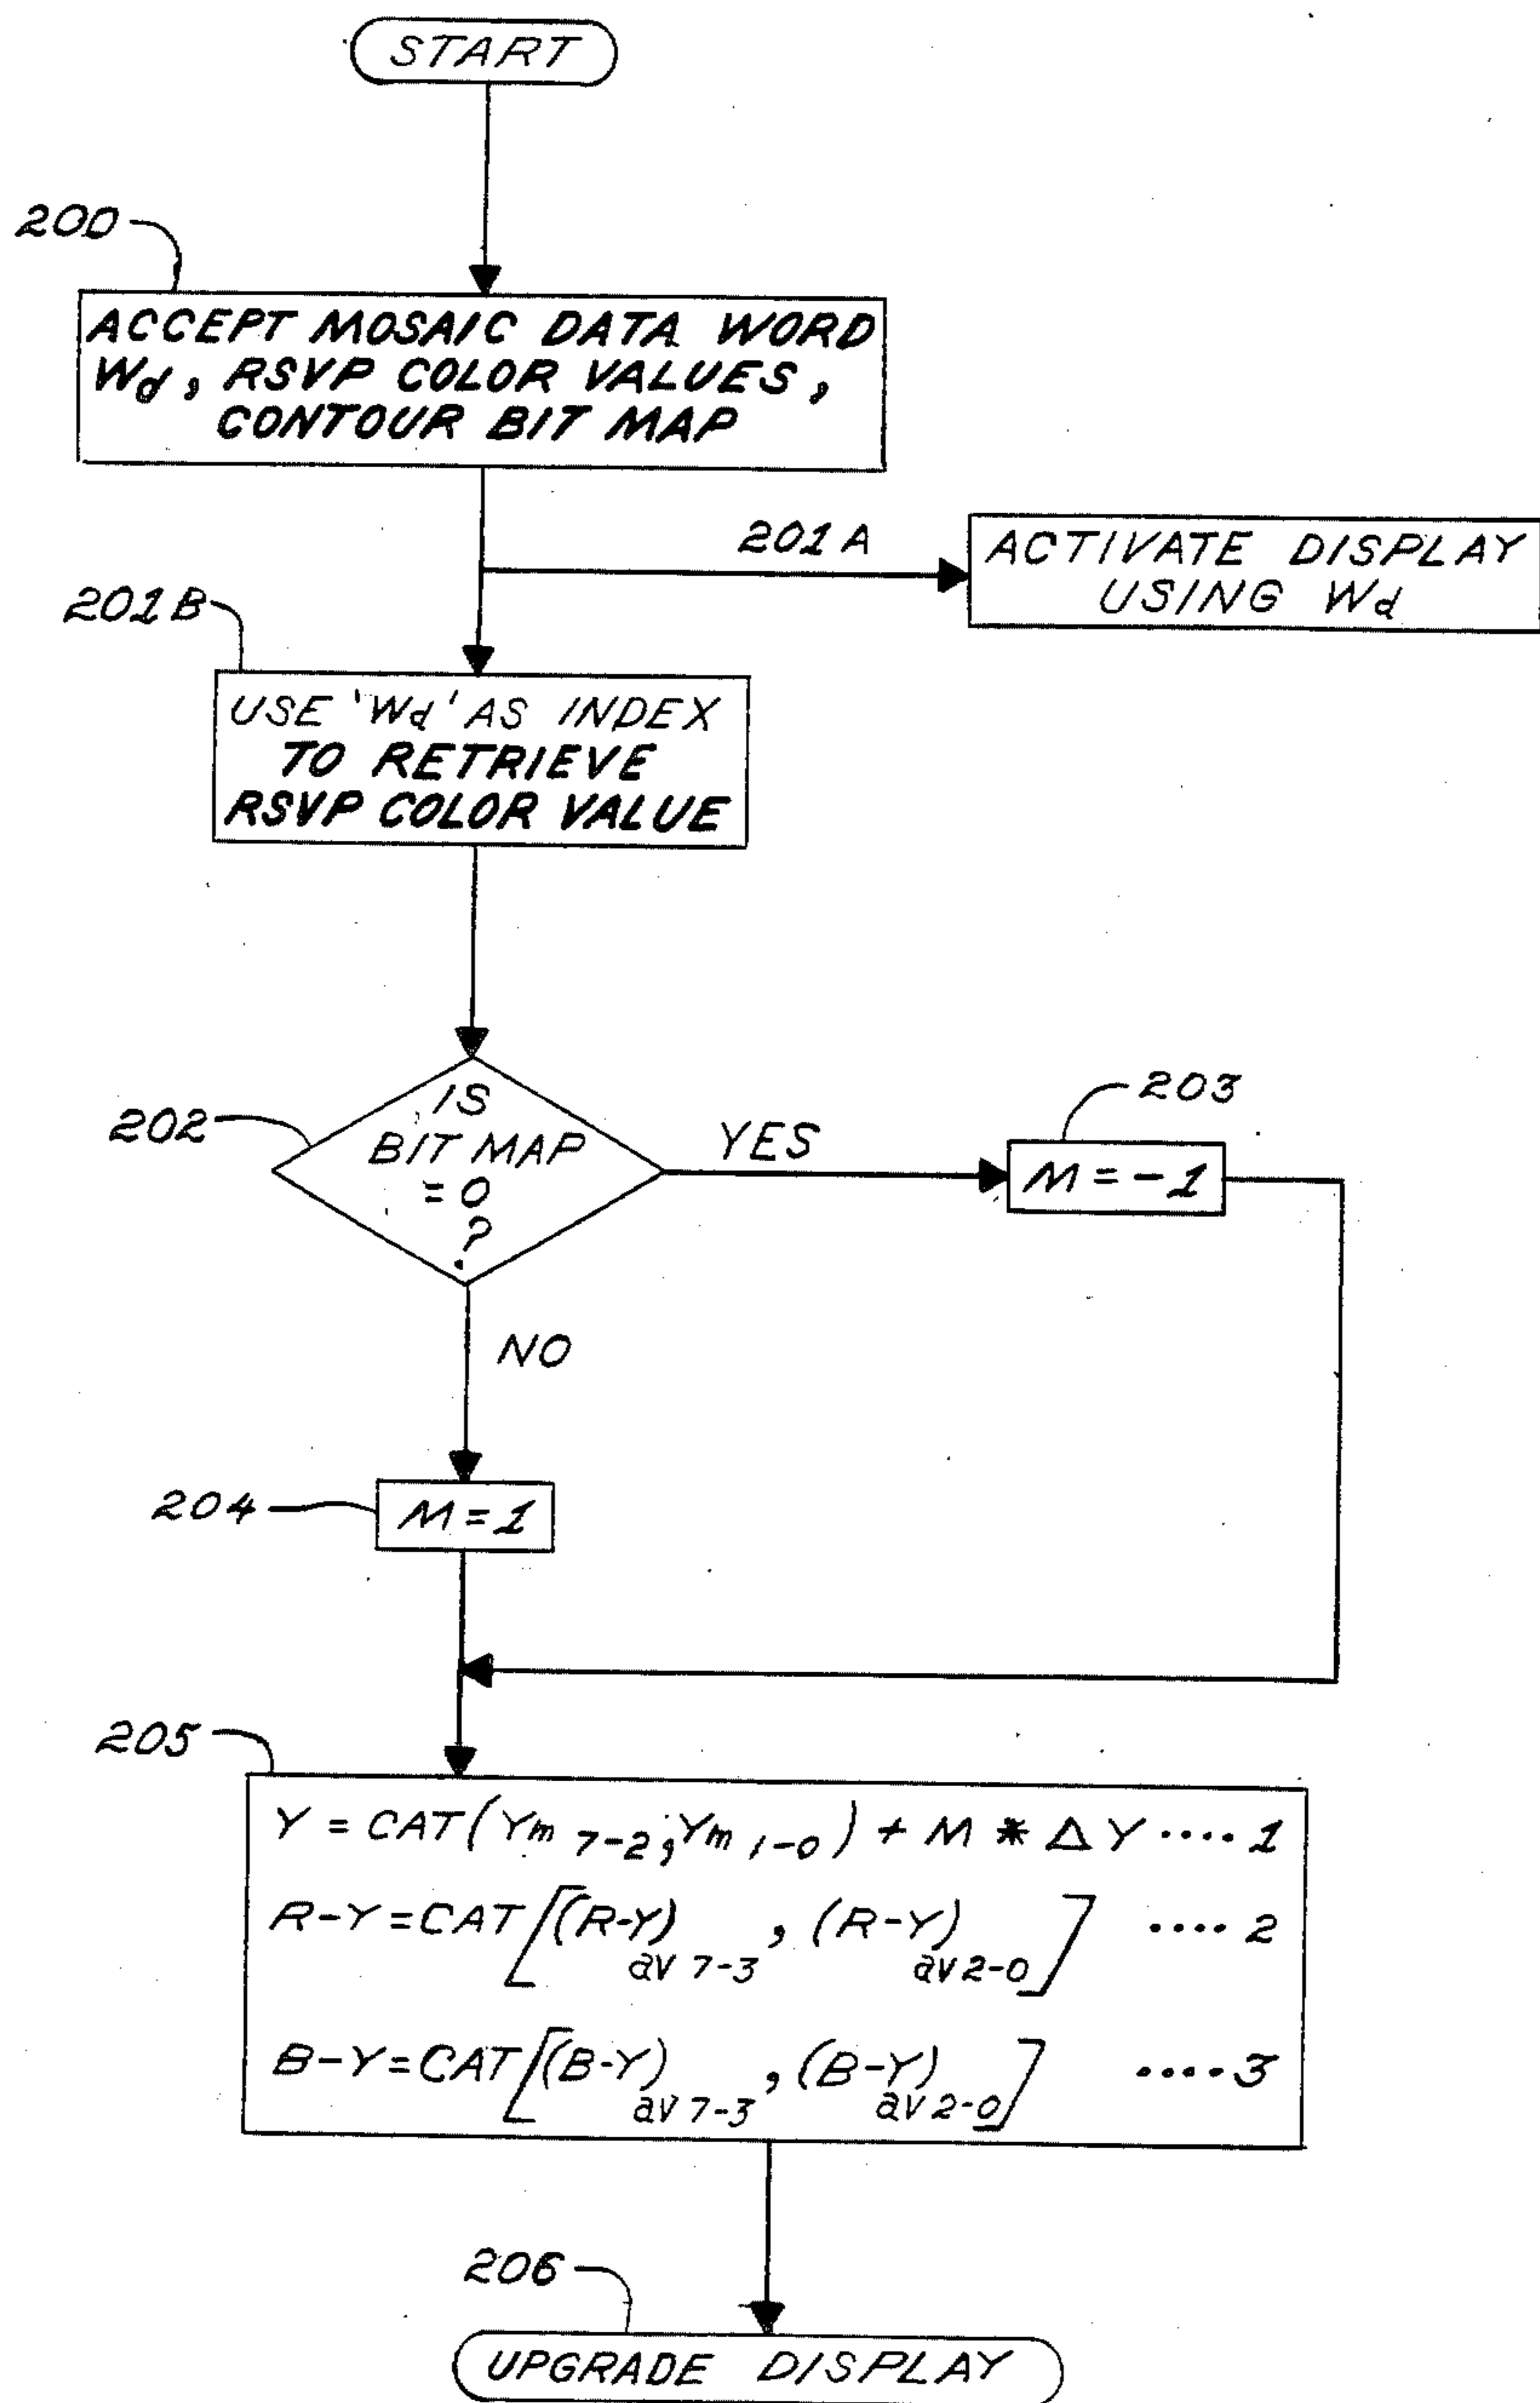 START
200
ACCEPT MOSAIC DATA WORD
Wd, RSVP COLOR VALUES,
CONTOUR BIT MAP
201A
ACTIVATE DISPLAY
USING Wd
201B
USE 'Wd' AS INDEX
TO RETRIEVE
RSVP COLOR VALUE
202
IS
BIT MAP
= 0
?
YES
203
M = -1
NO
204
M = 1
205
Y = CAT(Ym 7-2, Ym 1-0) + M * Δ Y .... 1
R-Y = CAT[(R-Y) av 7-3, (R-Y) av 2-0] .... 2
B-Y = CAT[(B-Y) av 7-3, (B-Y) av 2-0] .... 3
206
UPGRADE DISPLAY